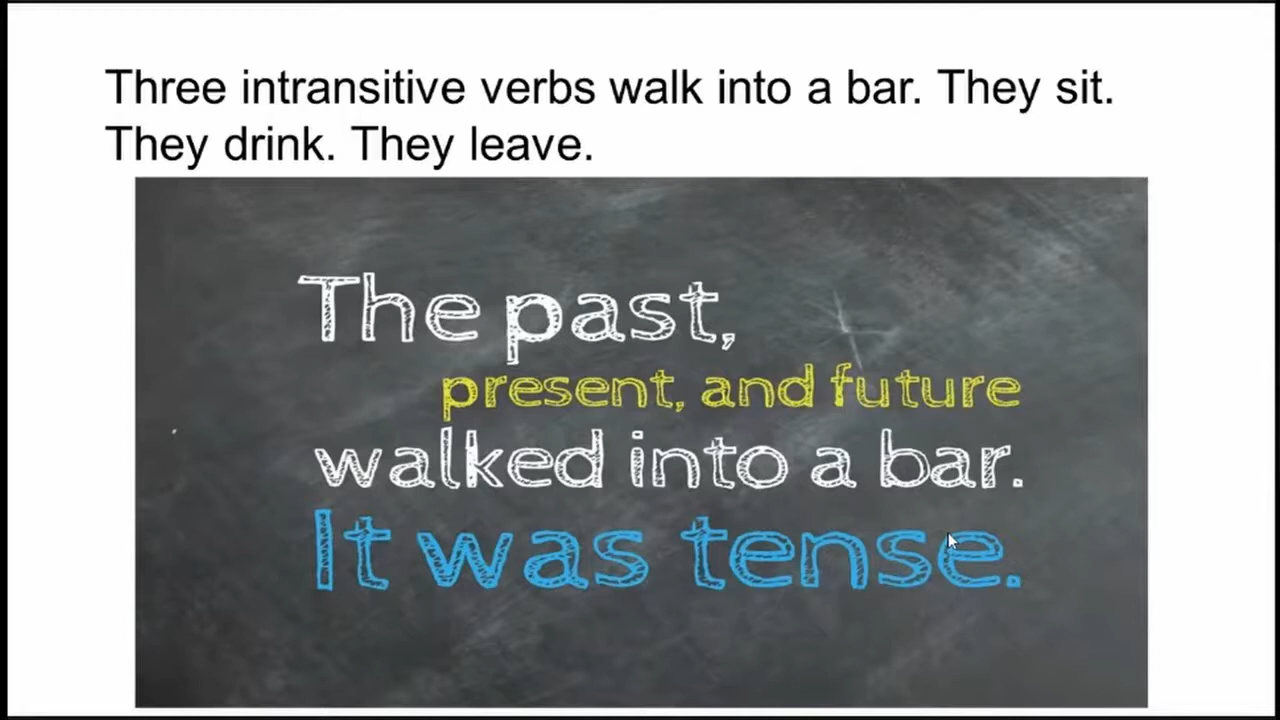 Three intransitive verbs walk into a bar. They sit.
They drink. They leave.
The past,
present, and future
walked into a bar.
It was tense.